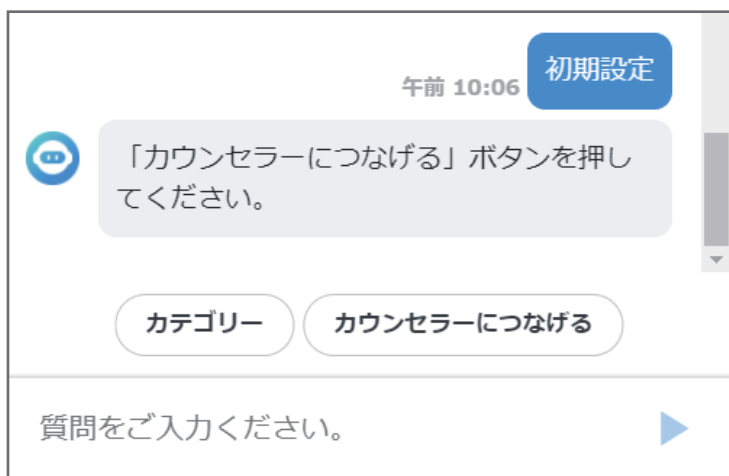 初期設定
午前 10:06
「カウンセラーにつなげる」ボタンを押し
てください。
カテゴリー
カウンセラーにつなげる
質問をご入力ください。